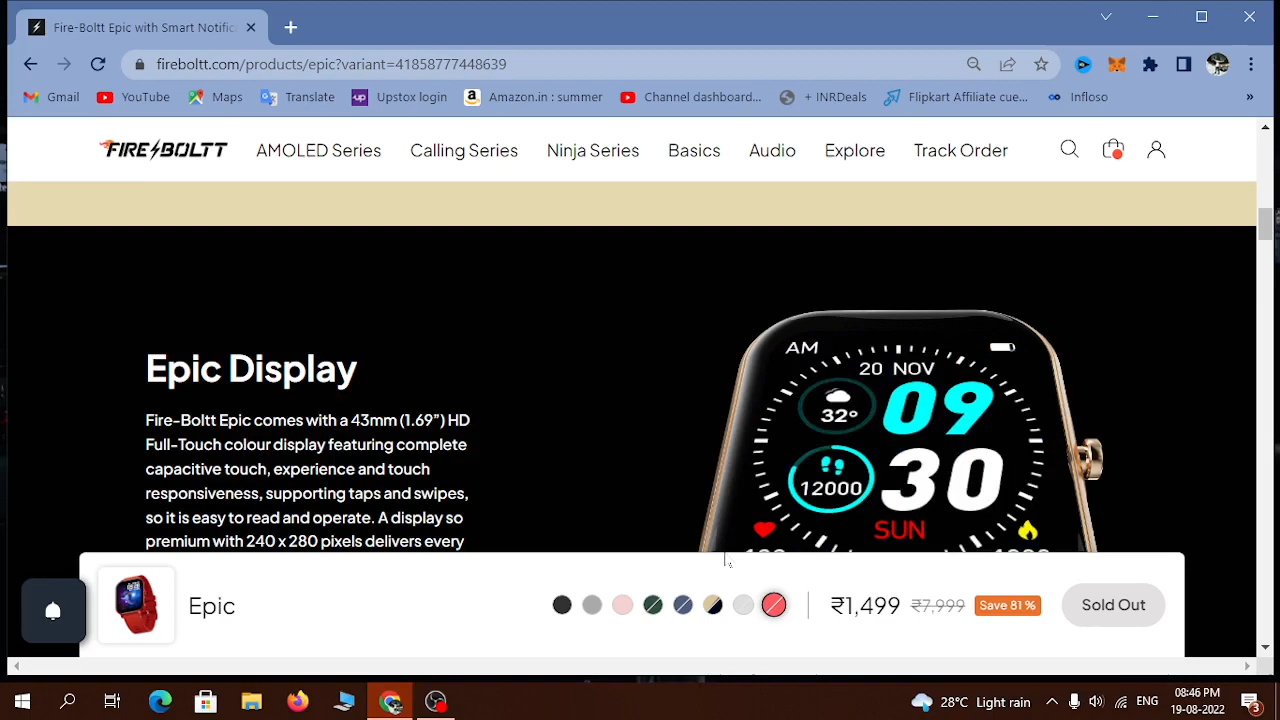 Fire-Boltt Epic with Smart Notific
fireboltt.com/products/epic?variant=41858777448639
Gmail YouTube Maps Translate up Upstox login a Amazon.in : summer Channel dashboard... + INRDeals Flipkart Affiliate cue... Infloso »
FIRE BOLTT AMOLED Series Calling Series Ninja Series Basics Audio Explore Track Order
Epic Display
Fire-Boltt Epic comes with a 43mm (1.69”) HD
Full-Touch colour display featuring complete
capacitive touch, experience and touch
responsiveness, supporting taps and swipes,
so it is easy to read and operate. A display so
premium with 240 x 280 pixels delivers every
AM
20 NOV
32°
09
12000
30
SUN
Epic ₹1,499 ₹7,999 Save 81 % Sold Out
28°C Light rain ENG 08:46 PM
19-08-2022
3